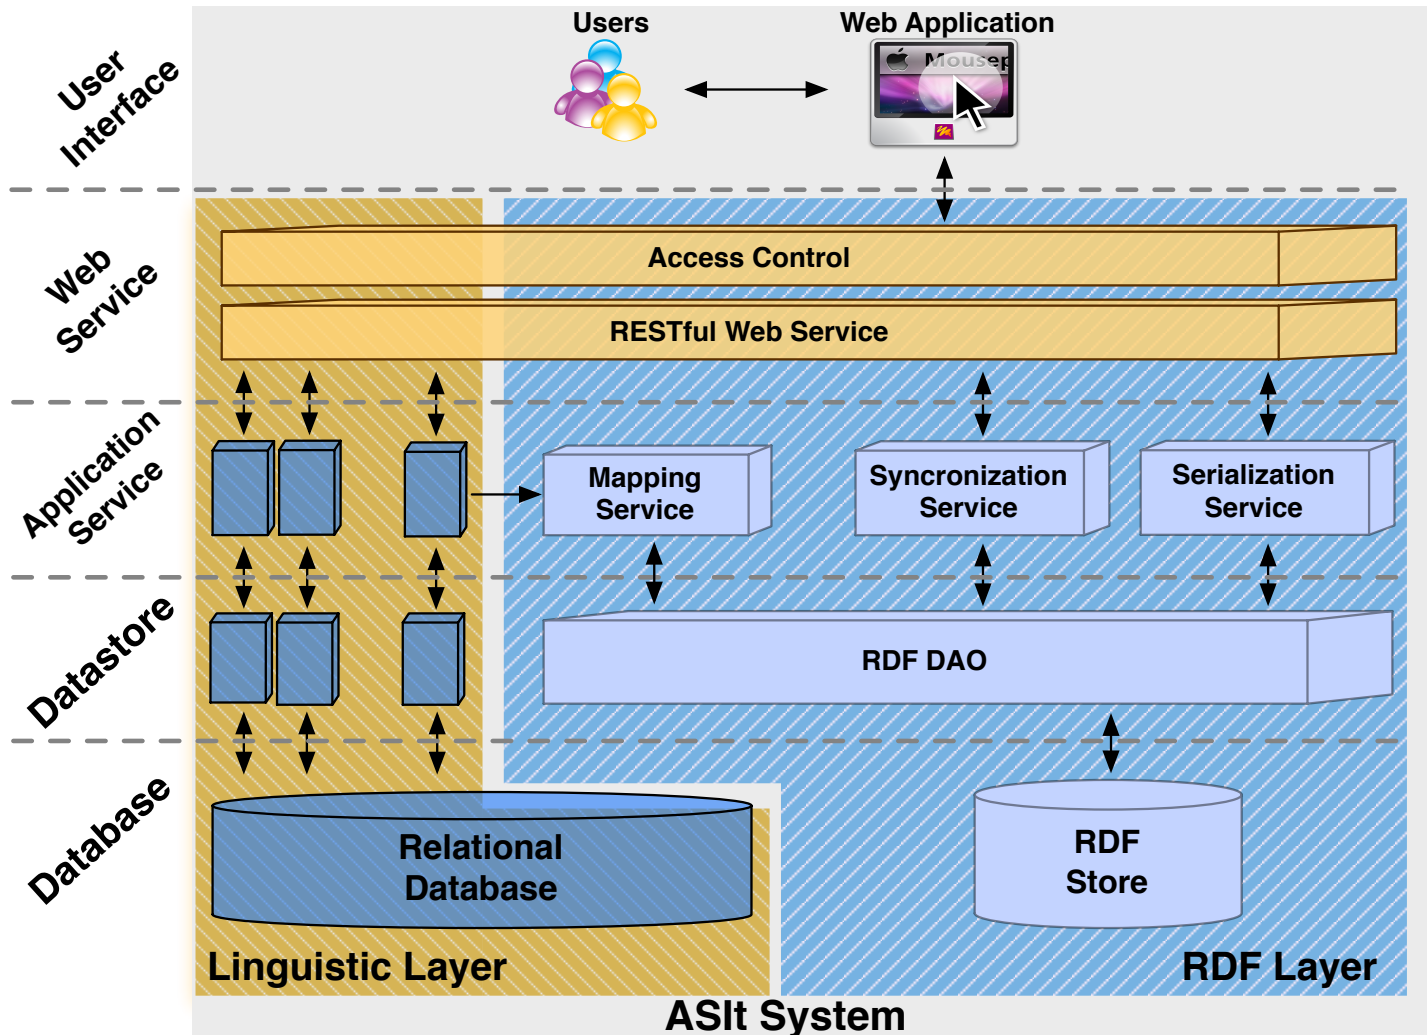 Users
Web Application
Mousep
User
Interface
Access Control
Web
Service
RESTful Web Service
Application
Service
Mapping
Service
Syncronization
Service
Serialization
Service
Datastore
RDF DAO
Database
Relational
Database
RDF
Store
Linguistic Layer
RDF Layer
ASIt System